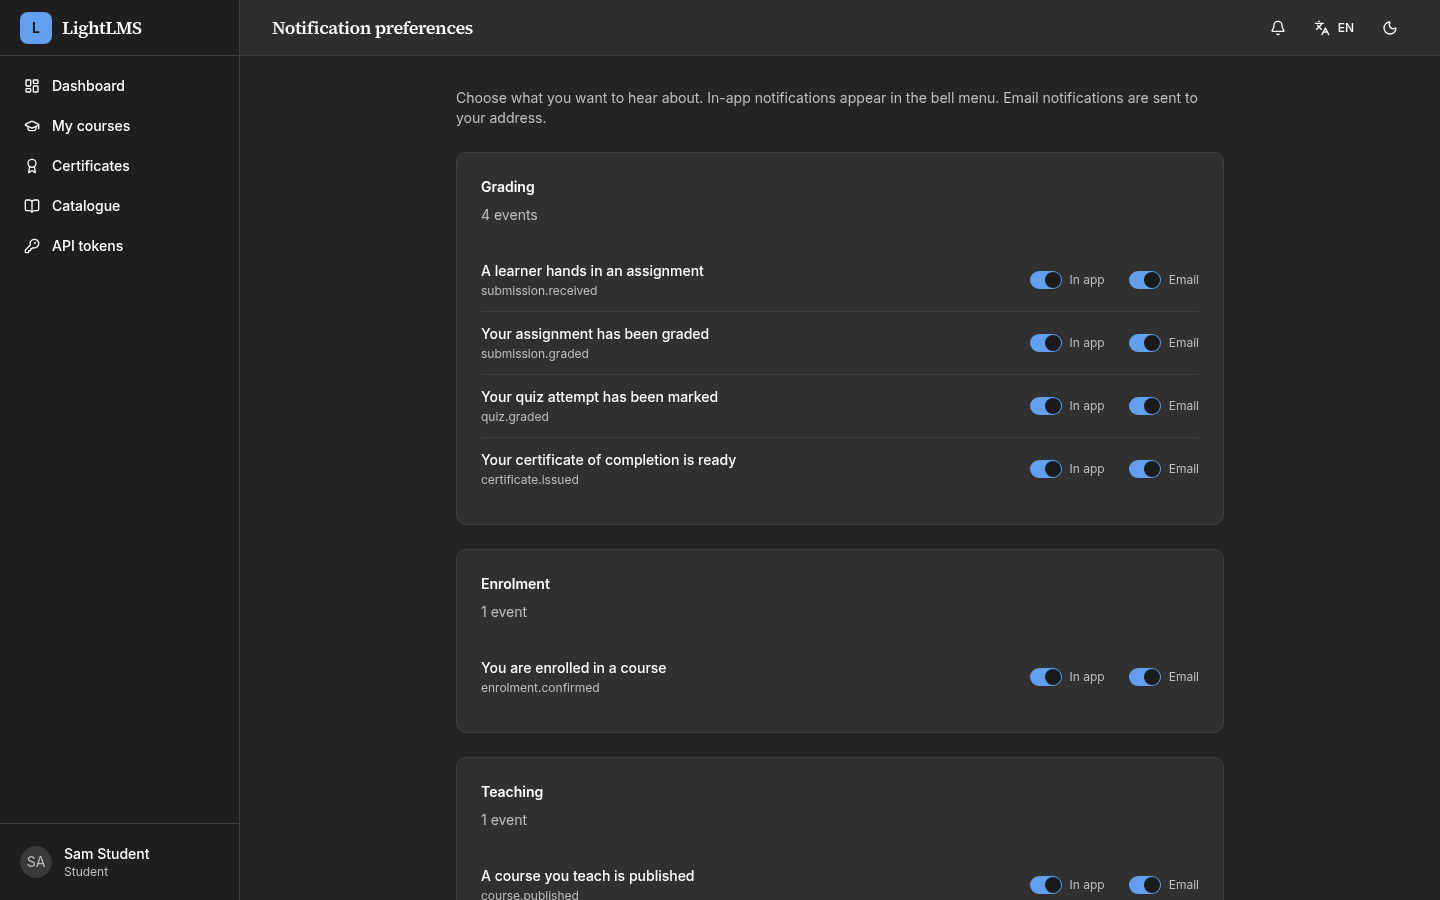 L
LightLMS
Notification preferences
EN
Dashboard
My courses
Certificates
Catalogue
API tokens
Choose what you want to hear about. In-app notifications appear in the bell menu. Email notifications are sent to
your address.
Grading
4 events
A learner hands in an assignment
submission.received
In app
Email
Your assignment has been graded
submission.graded
In app
Email
Your quiz attempt has been marked
quiz.graded
In app
Email
Your certificate of completion is ready
certificate.issued
In app
Email
Enrolment
1 event
You are enrolled in a course
enrolment.confirmed
In app
Email
Teaching
1 event
A course you teach is published
course.published
In app
Email
SA
Sam Student
Student